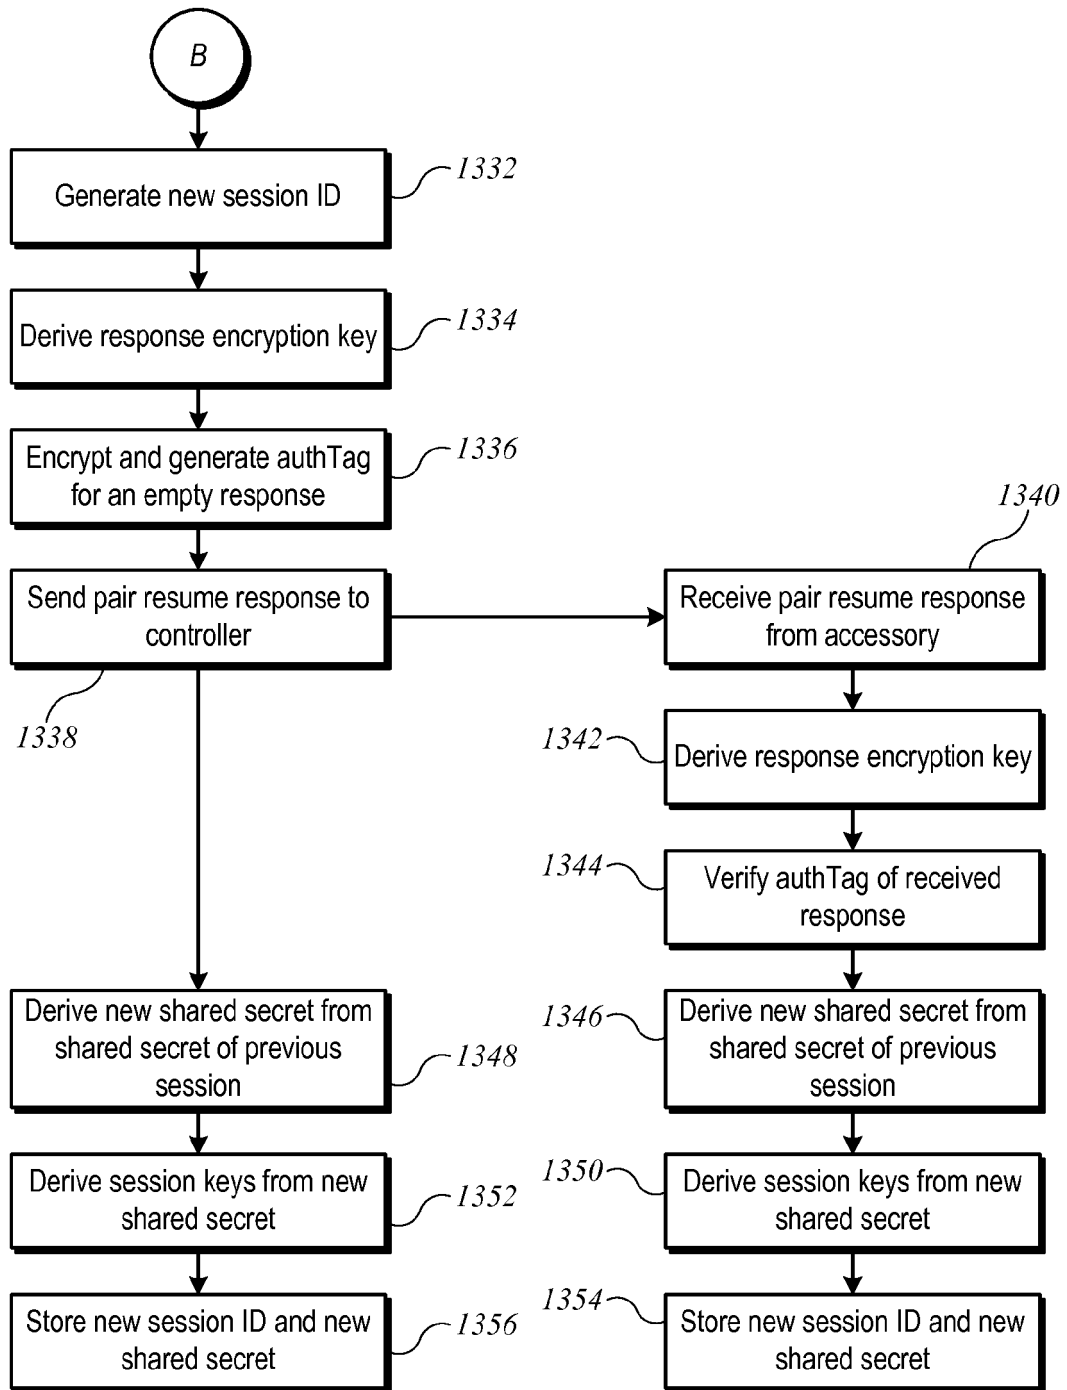 B
Generate new session ID
1332
Derive response encryption key
1334
Encrypt and generate authTag
for an empty response
1336
Send pair resume response to
controller
1338
1340
Receive pair resume response
from accessory
1342
Derive response encryption key
1344
Verify authTag of received
response
Derive new shared secret from
shared secret of previous
session
1348
1346
Derive new shared secret from
shared secret of previous
session
Derive session keys from new
shared secret
1352
1350
Derive session keys from new
shared secret
Store new session ID and new
shared secret
1356
1354
Store new session ID and new
shared secret